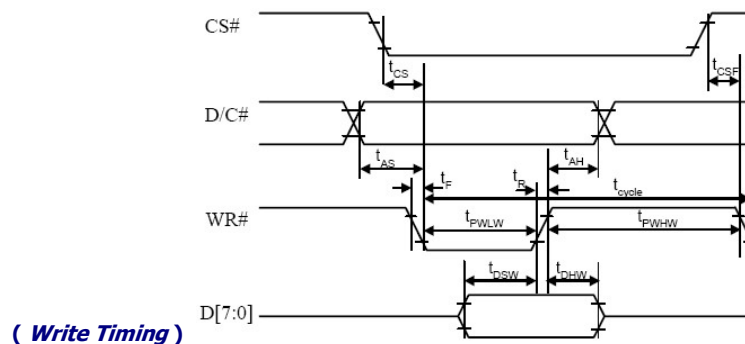 CS#
tCS
tCSF
D/C#
tAS
tAH
tF
tR
tcycle
WR#
tPWLW
tPWHW
tDSW
tDHW
( Write Timing )
D[7:0]